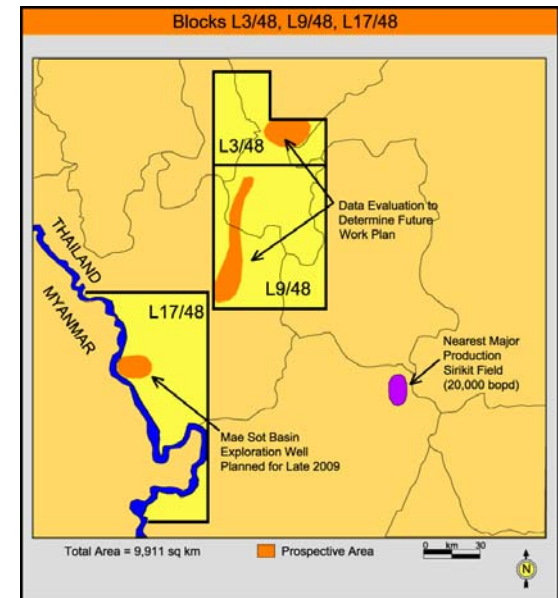 Blocks L3/48, L9/48, L17/48
L3/48
Data Evaluation to
Determine Future
Work Plan
L9/48
THAILAND
MYANMAR
L17/48
Nearest Major
Production
Sirikit Field
(20,000 bopd)
Mae Sot Basin
Exploration Well
Planned for Late 2009
Total Area = 9,911 sq km
Prospective Area
0 km 30
N